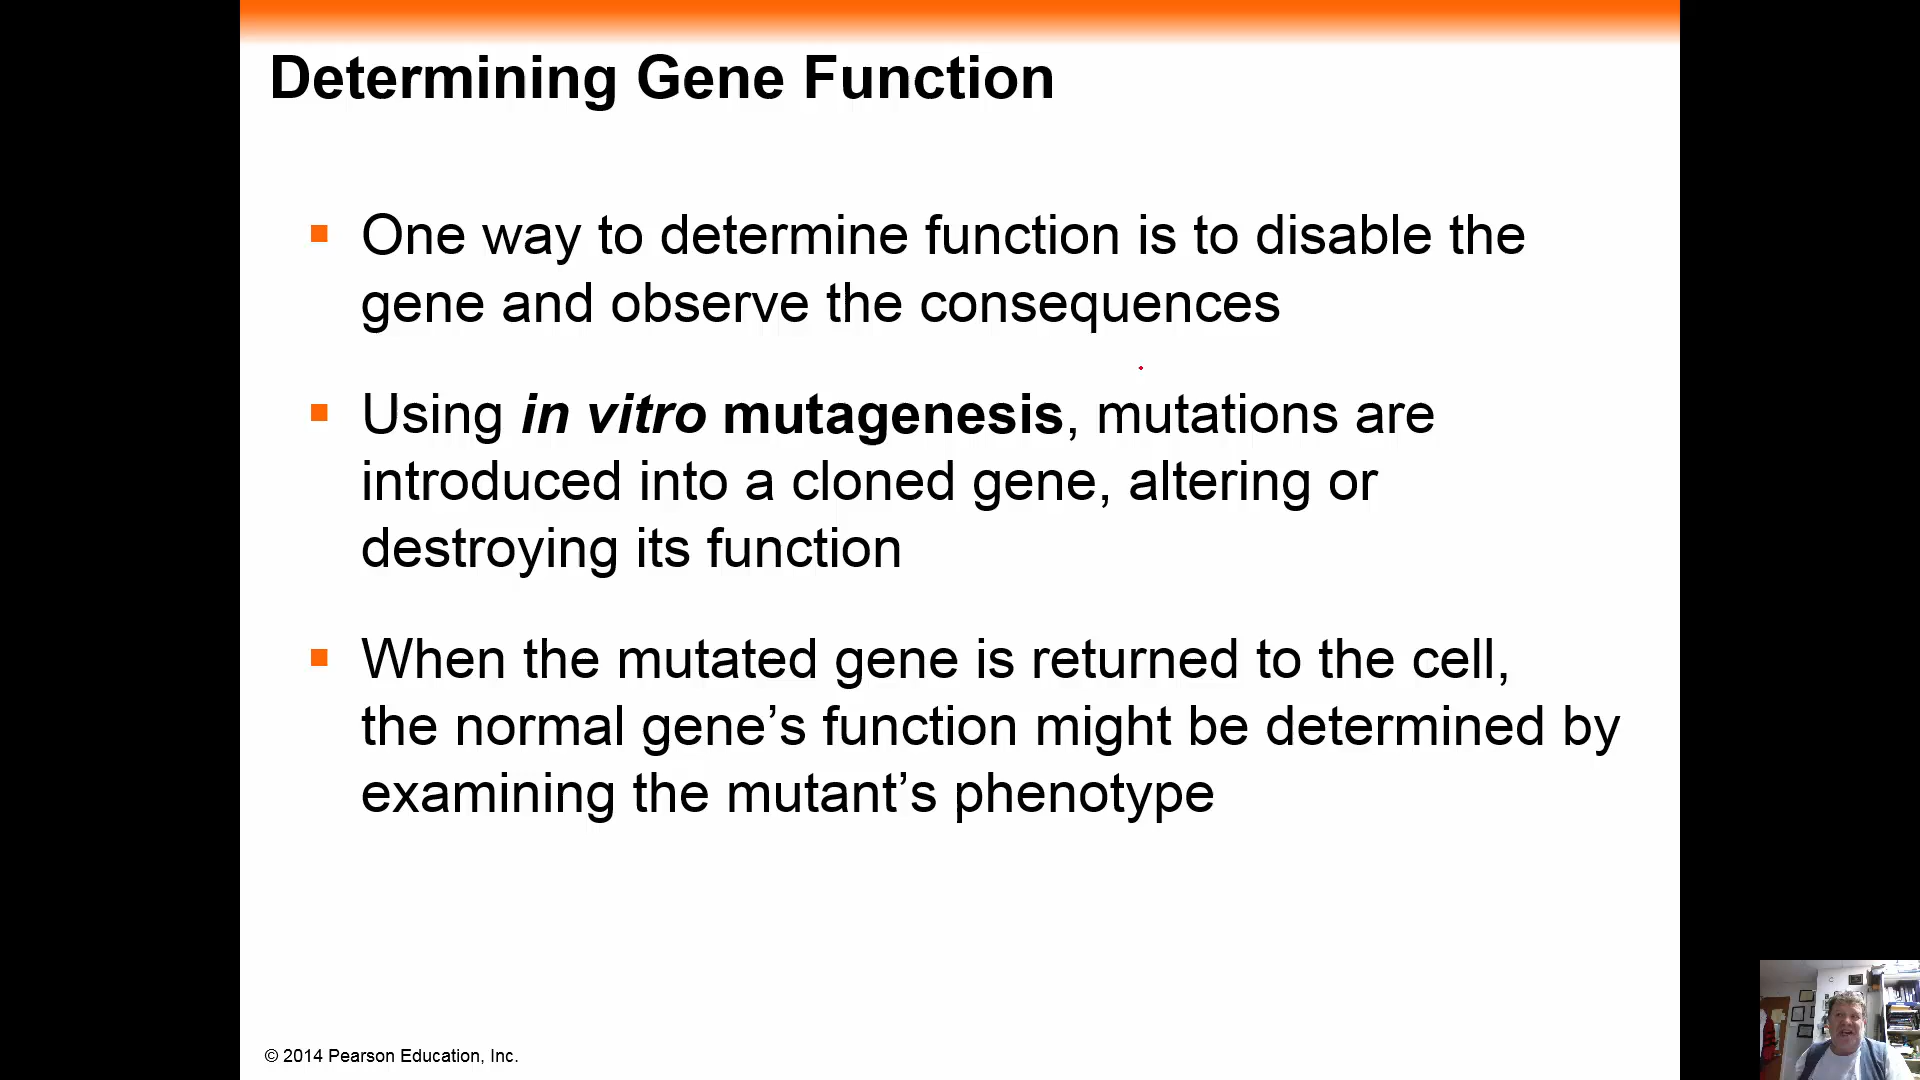 Determining Gene Function
One way to determine function is to disable the
gene and observe the consequences
Using in vitro mutagenesis, mutations are
introduced into a cloned gene, altering or
destroying its function
When the mutated gene is returned to the cell,
the normal gene’s function might be determined by
examining the mutant’s phenotype
© 2014 Pearson Education, Inc.